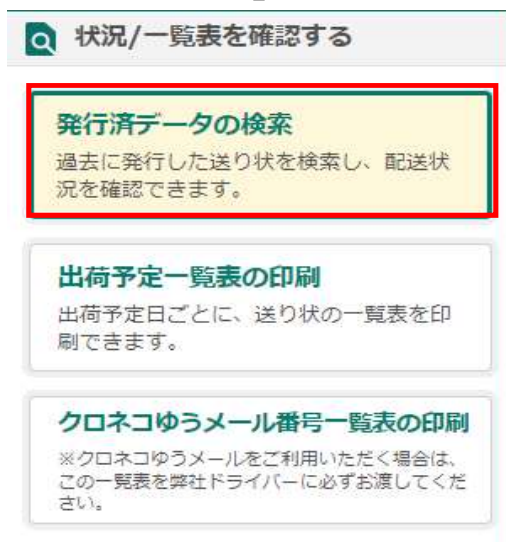 状況/一覧表を確認する
発行済データの検索
過去に発行した送り状を検索し、配送状
況を確認できます。
出荷予定一覧表の印刷
出荷予定日ごとに、送り状の一覧表を印
刷できます。
クロネコゆうメール番号一覧表の印刷
※クロネコゆうメールをご利用いただく場合は、
この一覧表を弊社ドライバーに必ずお渡してくだ
さい。